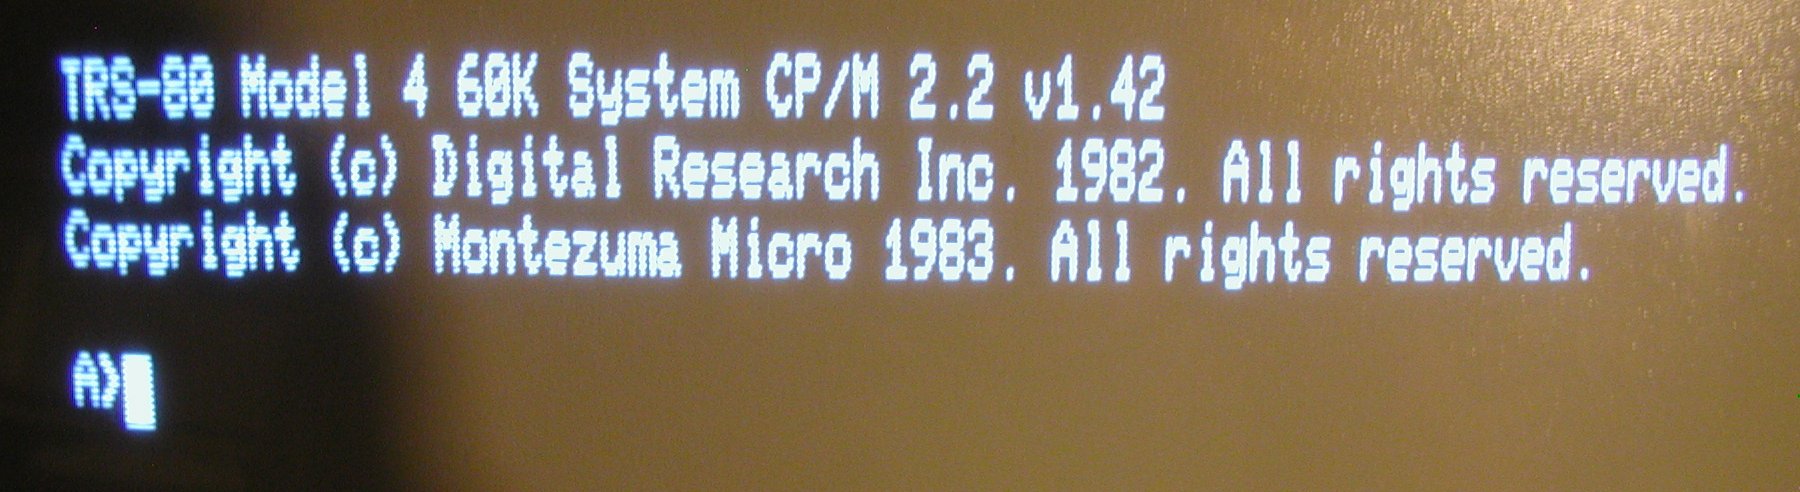 TRS-80 Model 4 60K System CP/M 2.2 v1.42
Copyright (c) Digital Research Inc. 1982. All rights reserved.
Copyright (c) Montezuma Micro 1983. All rights reserved.
A>